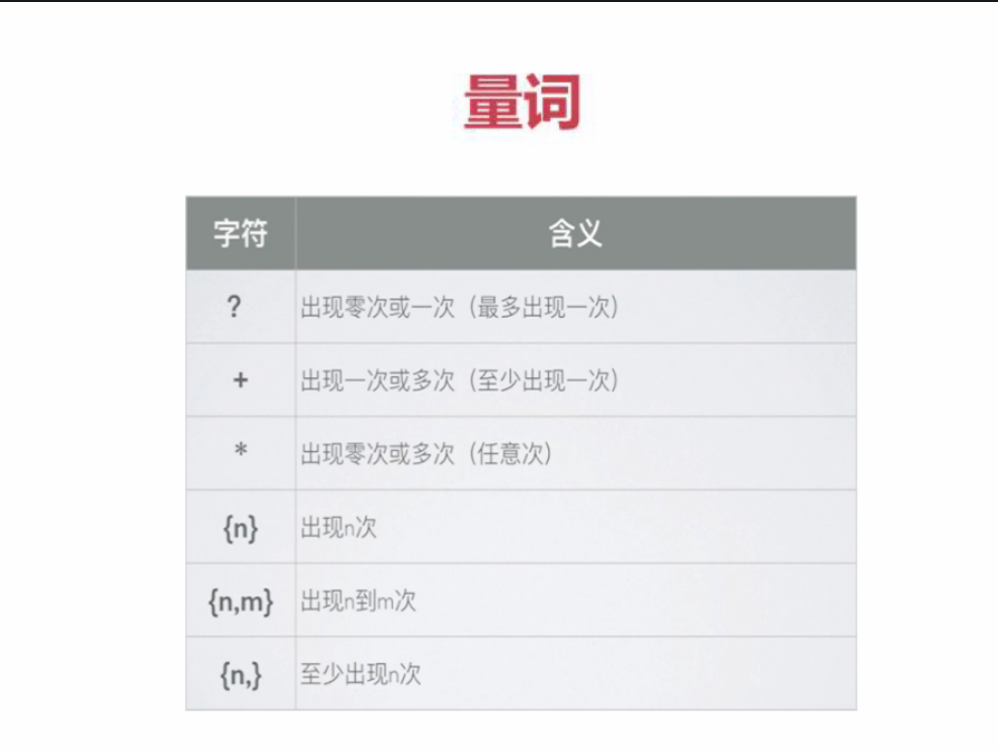 量词
字符 含义
? 出现零次或一次（最多出现一次）
+ 出现一次或多次（至少出现一次）
* 出现零次或多次（任意次）
{n} 出现n次
{n,m} 出现n到m次
{n,} 至少出现n次